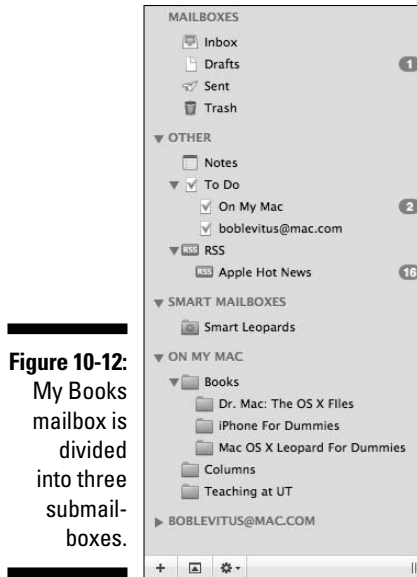 MAILBOXES
Inbox
Drafts 1
Sent
Trash
OTHER
Notes
To Do
On My Mac 2
boblevitus@mac.com
RSS RSS
RSS Apple Hot News 16
SMART MAILBOXES
Smart Leopards
ON MY MAC
Books
Dr. Mac: The OS X FIles
iPhone For Dummies
Mac OS X Leopard For Dummies
Columns
Teaching at UT
BOBLEVITUS@MAC.COM
Figure 10-12:
My Books
mailbox is
divided
into three
submail-
boxes.